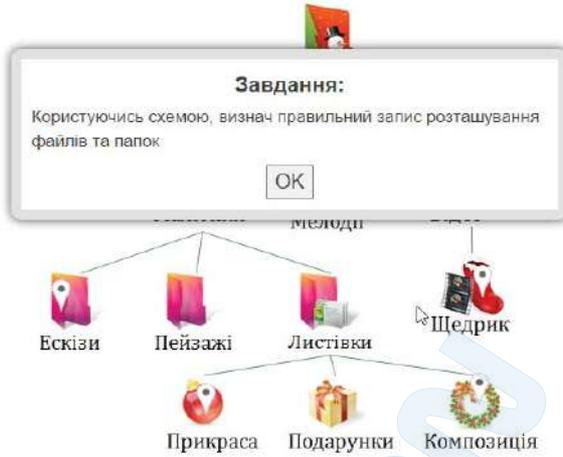 Завдання:
Користуючись схемою, визнач правильний запис розташування
файлів та папок
OK
Мелодії
Ескізи Пейзажі Листівки Щедрик
Прикраса Подарунки Композиція